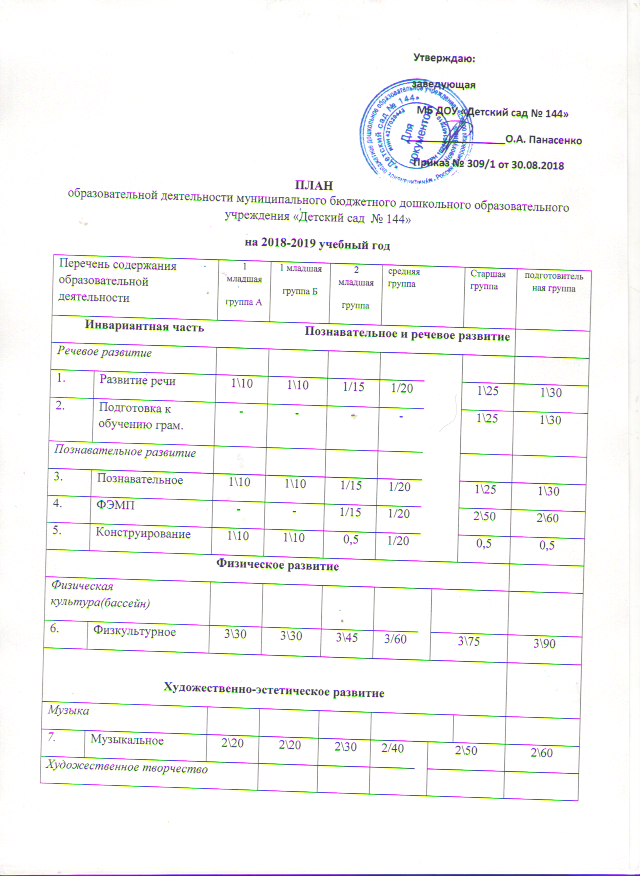 Утверждаю:
заведующая
МБ ДОУ «Детский сад № 144»
О.А. Панасенко
Приказ № 309/1 от 30.08.2018
«Детский сад № 144»
Для документов
ПЛАН
образовательной деятельности муниципального бюджетного дошкольного образовательного
учреждения «Детский сад № 144»
на 2018-2019 учебный год
Перечень содержания образовательной деятельности 1 младшая группа А 1 младшая группа Б 2 младшая группа средняя группа Старшая группа подготовитель ная группа
Инвариантная часть Познавательное и речевое развитие
Речевое развитие
1. Развитие речи 1\10 1\10 1/15 1/20 1\25 1\30
2. Подготовка к обучению грам. - - - - 1\25 1\30
Познавательное развитие
3. Познавательное 1\10 1\10 1/15 1/20 1\25 1\30
4. ФЭМП - - 1/15 1/20 2\50 2\60
5. Конструирование 1\10 1\10 0,5 1/20 0,5 0,5
Физическое развитие
Физическая
культура(бассейн)
6. Физкультурное 3\30 3\30 3\45 3/60 3\75 3\90
Художественно-эстетическое развитие
Музыка
7. Музыкальное 2\20 2\20 2\30 2/40 2\50 2\60
Художественное творчество